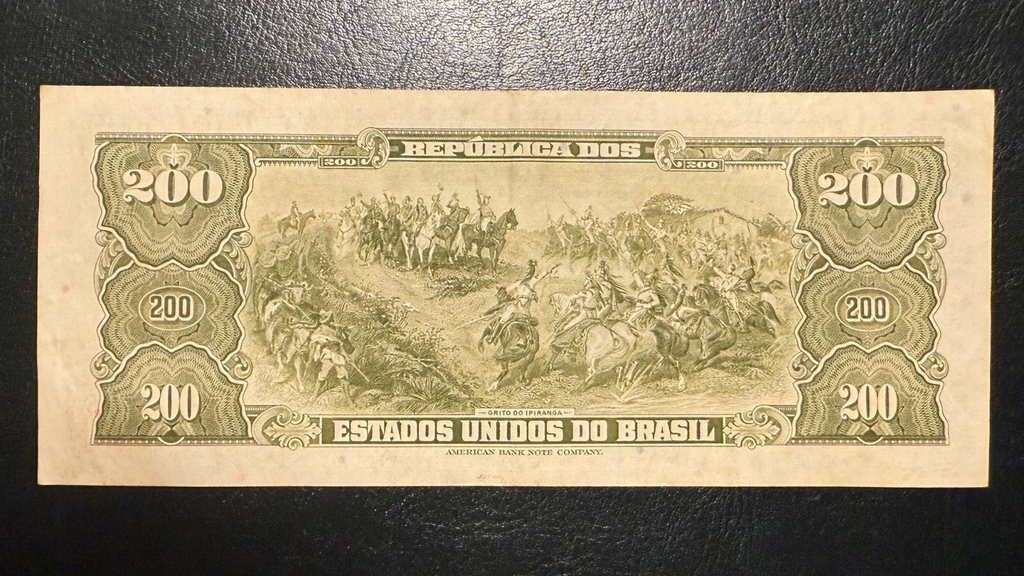 200 REPÚBLICA DOS 200
200 200
200 200
GRITO DO IPIRANGA
200 200
ESTADOS UNIDOS DO BRASIL
AMERICAN BANK NOTE COMPANY.